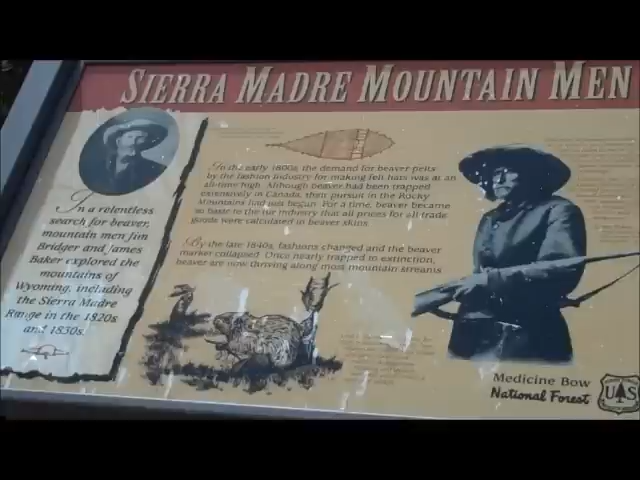 SIERRA MADRE MOUNTAIN MEN
In a relentless
search for beaver,
mountain men Jim
Bridger and James
Baker explored the
mountains of
Wyoming, including
the Sierra Madre
Range in the 1820s
and 1830s.
In the early 1800s, the demand for beaver pelts
by the fashion industry for making felt hats was at an
all-time high. Although beaver had been trapped
extensively in Canada, their pursuit in the Rocky
Mountains had just begun. For a time, beaver became
so basic to the fur industry that all prices for all trade
goods were calculated in beaver skins.
By the late 1840s, fashions changed and the beaver
market collapsed. Once nearly trapped to extinction,
beaver are now thriving along most mountain streams
Medicine Bow
National Forest
U S